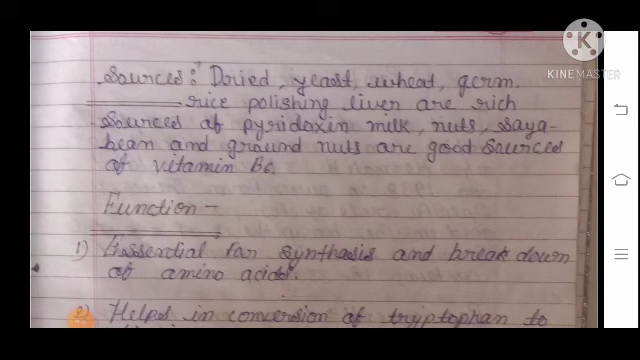 KINEMASTER
Sources: Dried, yeast, wheat, germ.
rice polishing liver are rich
sources of pyridoxin milk, nuts, saya-
bean and ground nuts are good sources
of vitamin B6.
Function -
1) Essential for synthasis and break down
of amino acids.
2) Helps in conversion of tryptophan to